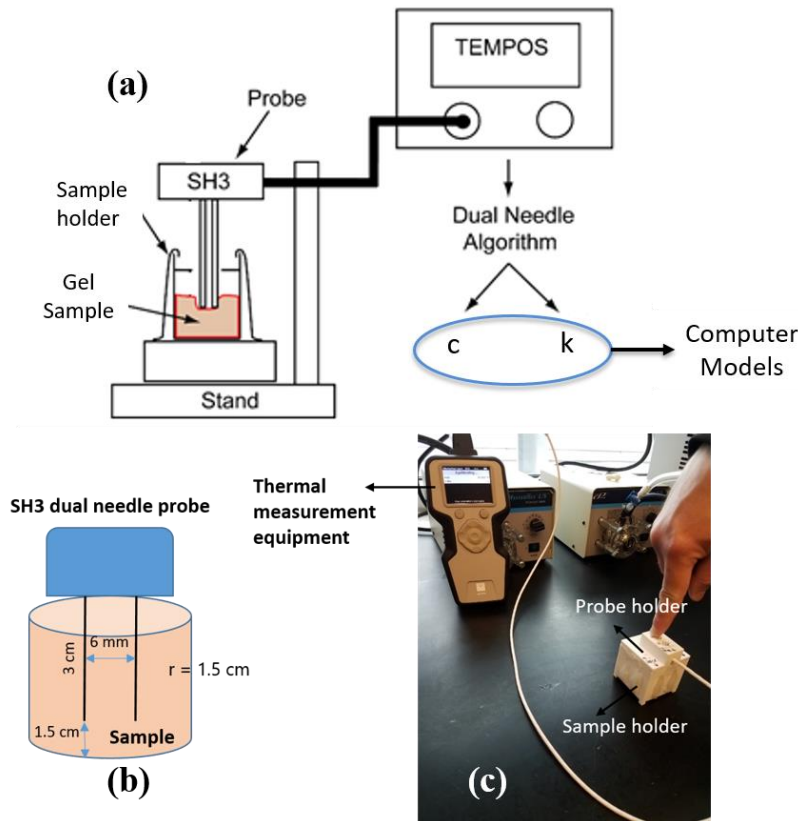 (a)
TEMPOS
Probe
SH3
Sample
holder
Gel
Sample
Dual Needle
Algorithm
c
k
Computer
Models
Stand
SH3 dual needle probe
6 mm
3 cm
r = 1.5 cm
1.5 cm
Sample
(b)
Thermal
measurement
equipment
Probe holder
Sample holder
(c)